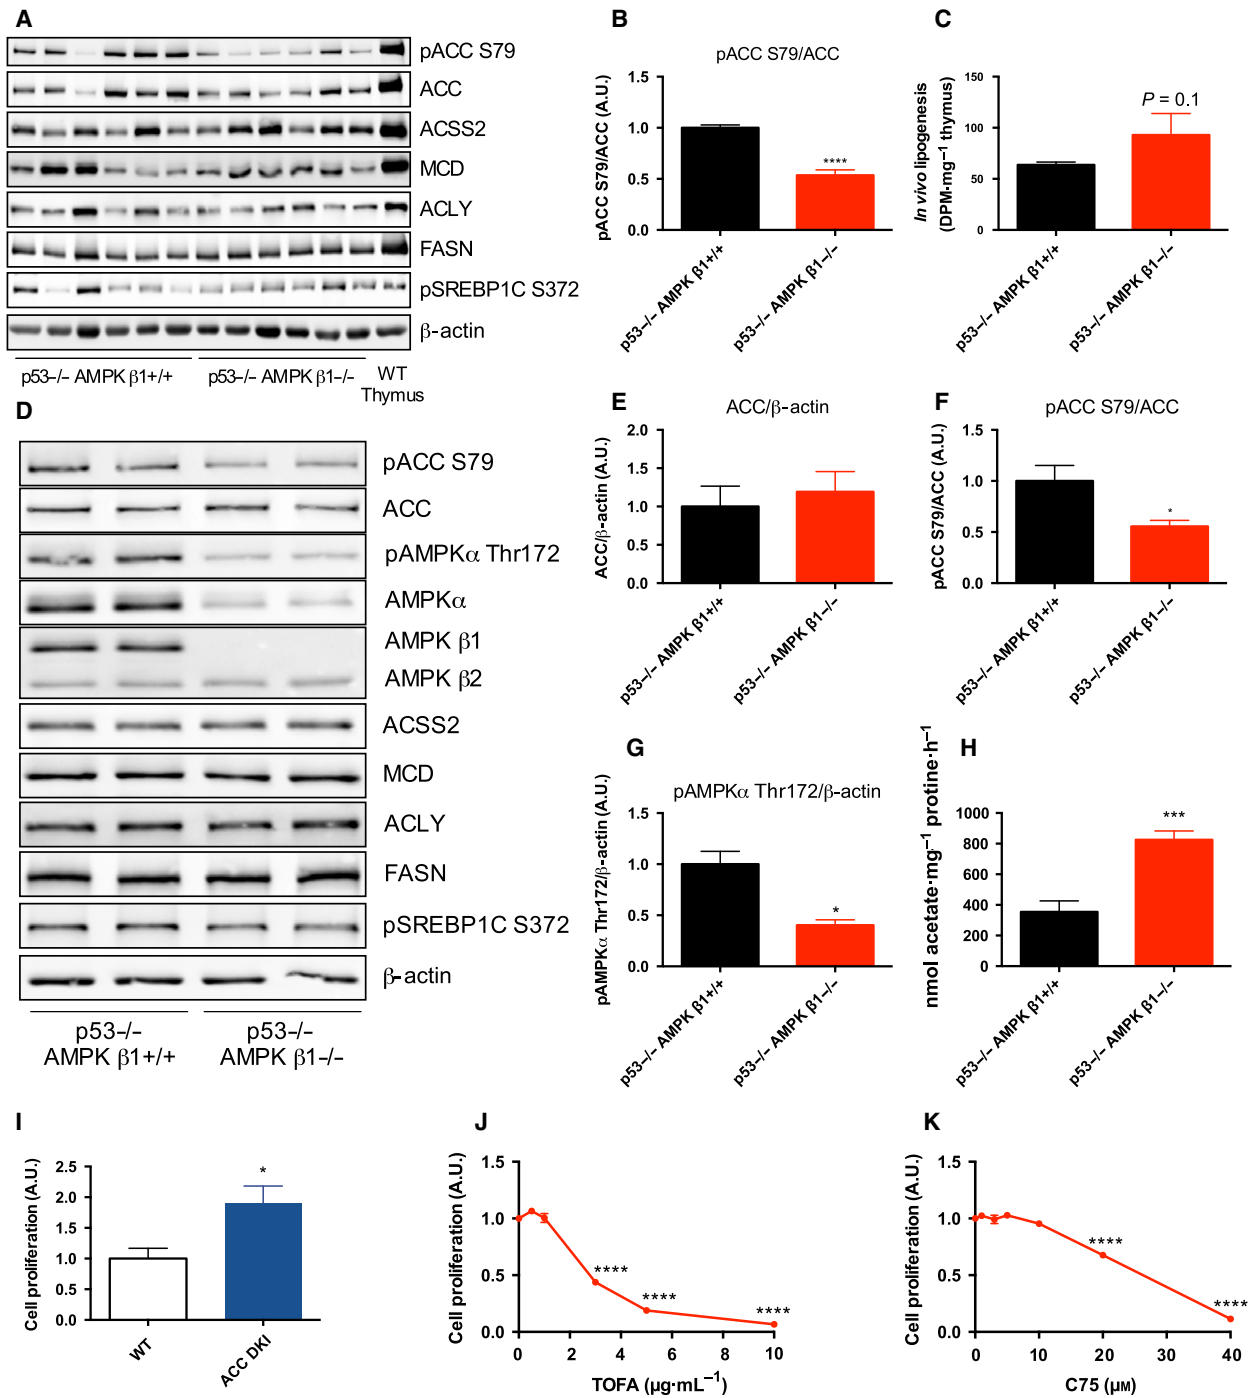 A
pACC S79
ACC
ACSS2
MCD
ACLY
FASN
pSREBP1C S372
β-actin
p53–/– AMPK β1+/+
p53–/– AMPK β1–/–
WT
Thymus
B
pACC S79/ACC
pACC S79/ACC (A.U.)
1.5
1.0
0.5
0.0
****
p53–/– AMPK β1+/+
p53–/– AMPK β1–/–
C
In vivo lipogenesis
(DPM·mg–1 thymus)
150
100
50
0
P = 0.1
p53–/– AMPK β1+/+
p53–/– AMPK β1–/–
D
pACC S79
ACC
pAMPKα Thr172
AMPKα
AMPK β1
AMPK β2
ACSS2
MCD
ACLY
FASN
pSREBP1C S372
β-actin
p53–/–
AMPK β1+/+
p53–/–
AMPK β1–/–
E
ACC/β-actin
ACC/β-actin (A.U.)
2.0
1.5
1.0
0.5
0.0
p53–/– AMPK β1+/+
p53–/– AMPK β1–/–
F
pACC S79/ACC
pACC S79/ACC (A.U.)
1.5
1.0
0.5
0.0
*
p53–/– AMPK β1+/+
p53–/– AMPK β1–/–
G
pAMPKα Thr172/β-actin
pAMPKα Thr172/β-actin (A.U.)
1.5
1.0
0.5
0.0
*
p53–/– AMPK β1+/+
p53–/– AMPK β1–/–
H
nmol acetate·mg–1 protine·h–1
1000
800
600
400
200
0
***
p53–/– AMPK β1+/+
p53–/– AMPK β1–/–
I
Cell proliferation (A.U.)
2.5
2.0
1.5
1.0
0.5
0.0
*
WT
ACC DKI
J
Cell proliferation (A.U.)
1.5
1.0
0.5
0.0
****
****
****
0 2 4 6 8 10
TOFA (µg·mL–1)
K
Cell proliferation (A.U.)
1.5
1.0
0.5
0.0
****
****
0 10 20 30 40
C75 (µM)